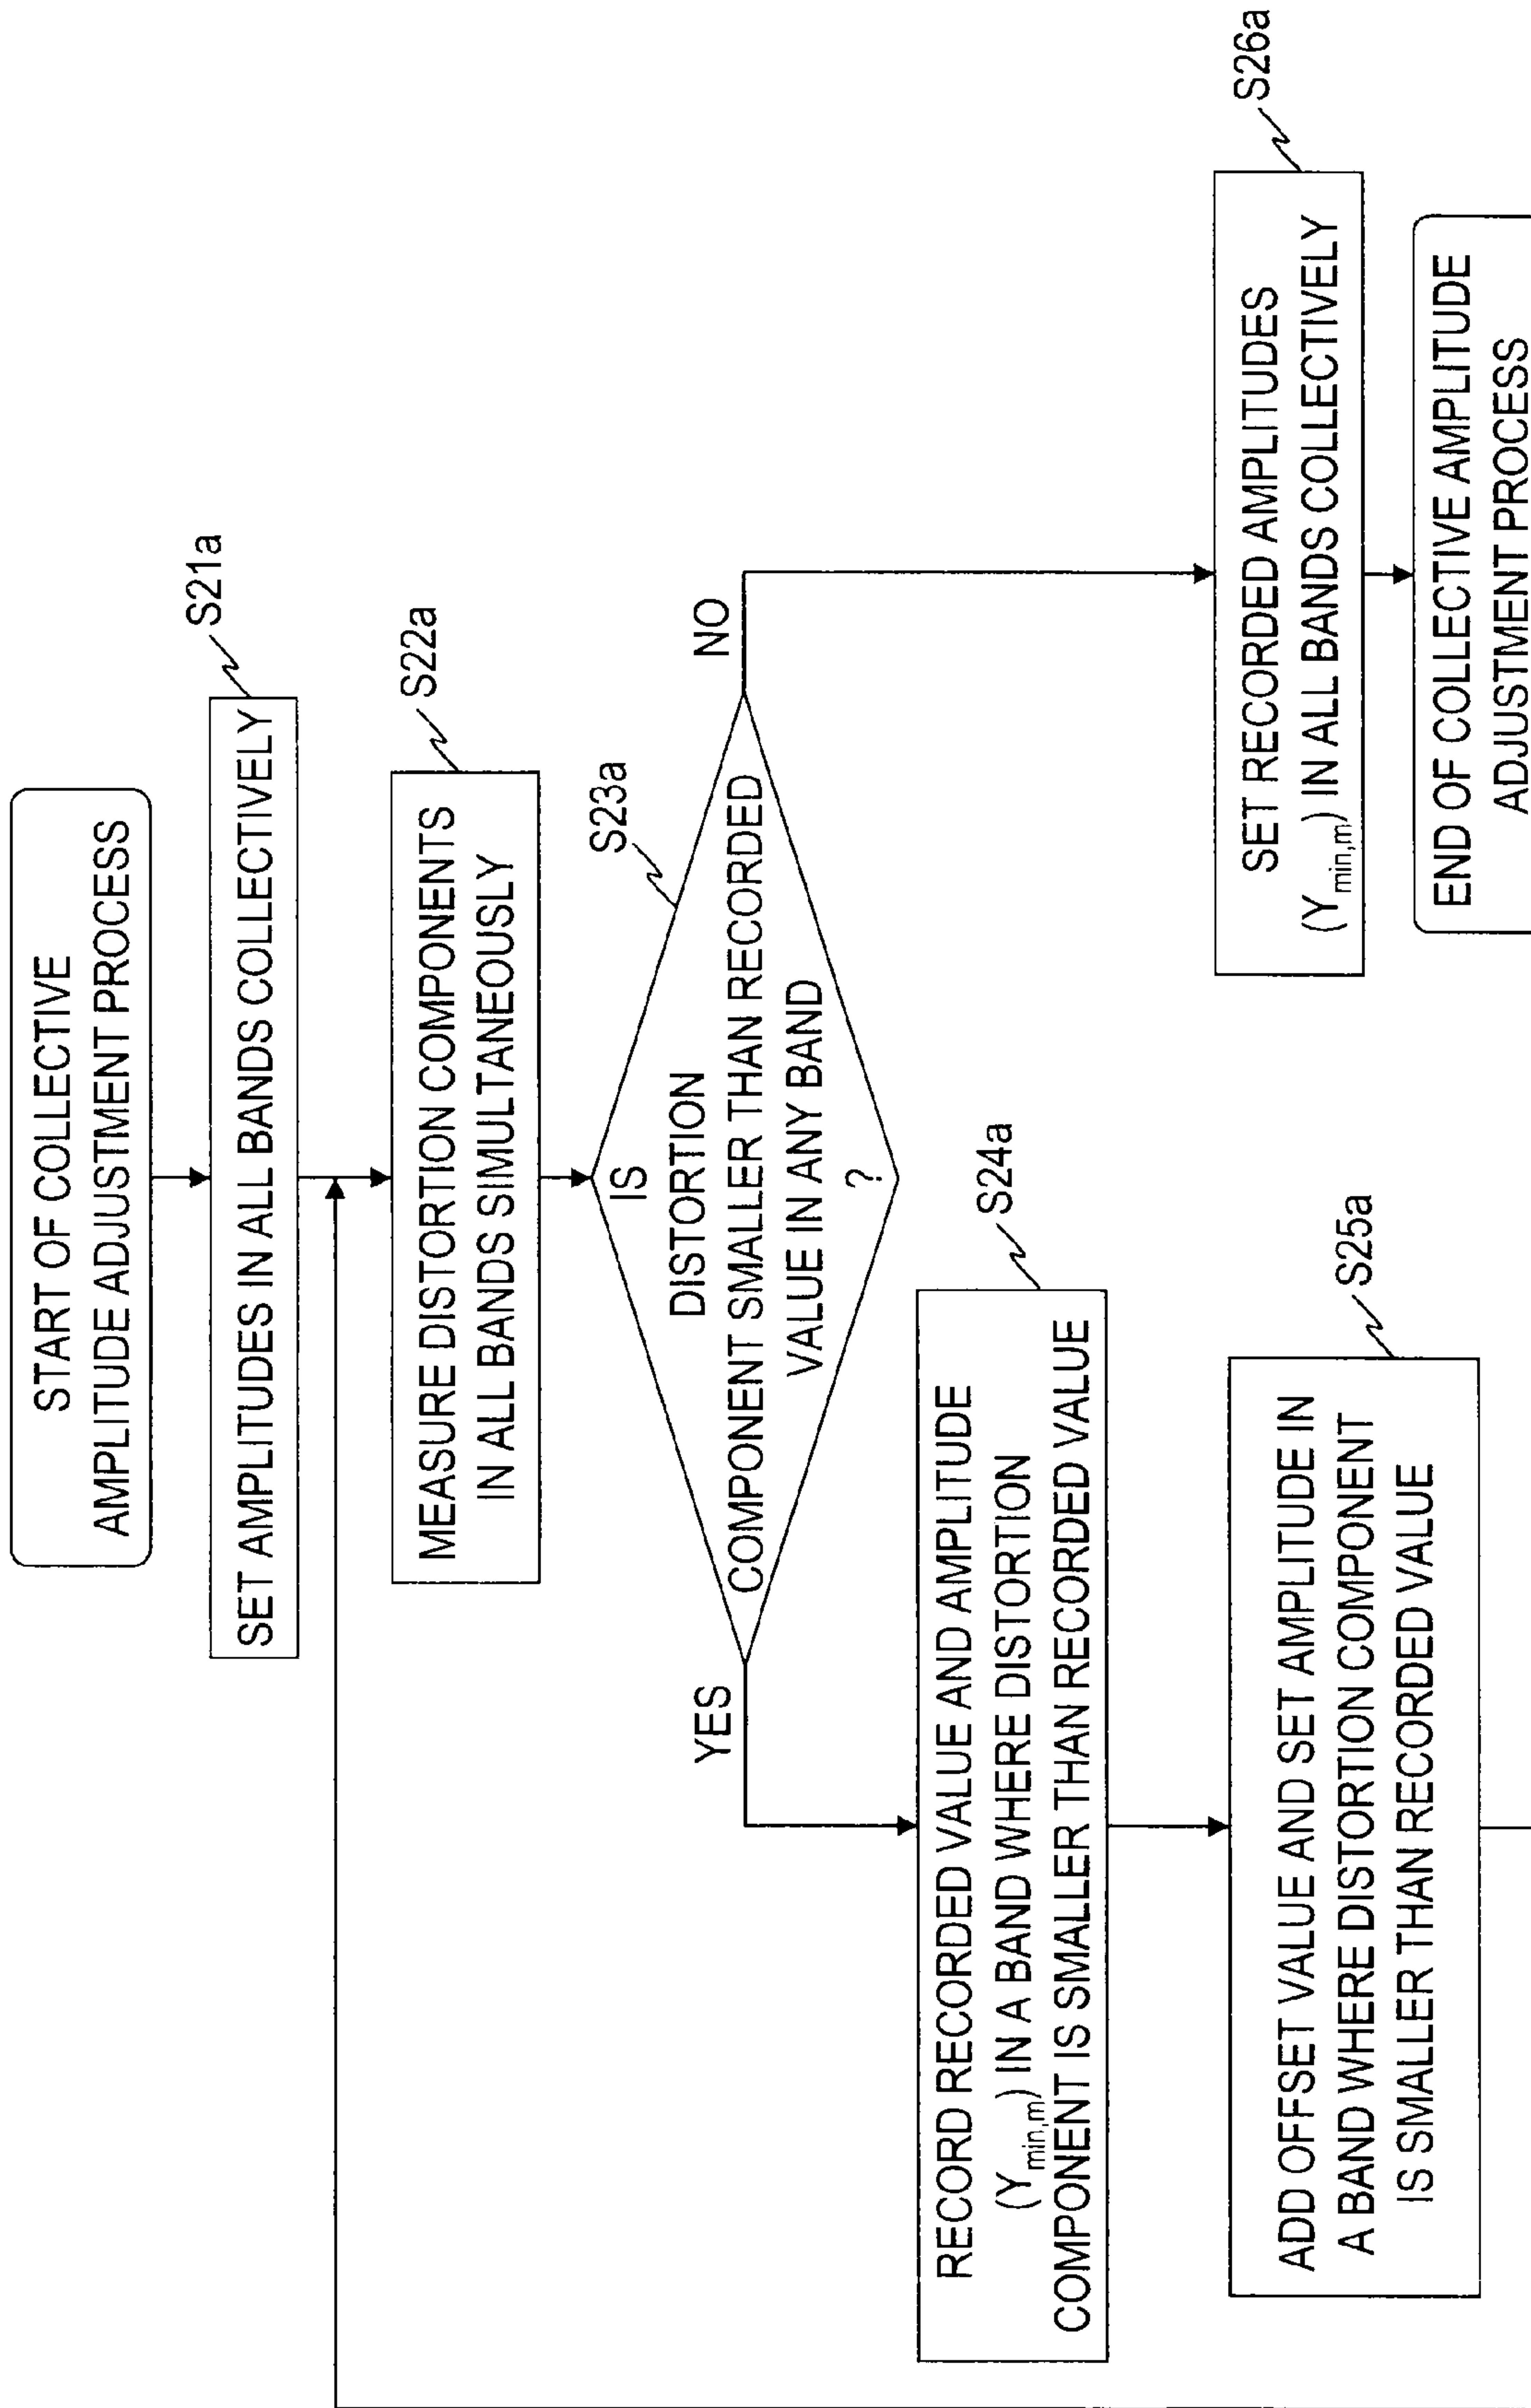 START OF COLLECTIVE
AMPLITUDE ADJUSTMENT PROCESS
S21a
SET AMPLITUDES IN ALL BANDS COLLECTIVELY
S22a
MEASURE DISTORTION COMPONENTS
IN ALL BANDS SIMULTANEOUSLY
S23a
IS
DISTORTION
COMPONENT SMALLER THAN RECORDED
VALUE IN ANY BAND
?
YES
NO
S24a
RECORD RECORDED VALUE AND AMPLITUDE
(Y_min,m) IN A BAND WHERE DISTORTION
COMPONENT IS SMALLER THAN RECORDED VALUE
S25a
ADD OFFSET VALUE AND SET AMPLITUDE IN
A BAND WHERE DISTORTION COMPONENT
IS SMALLER THAN RECORDED VALUE
S26a
SET RECORDED AMPLITUDES
(Y_min,m) IN ALL BANDS COLLECTIVELY
END OF COLLECTIVE AMPLITUDE
ADJUSTMENT PROCESS